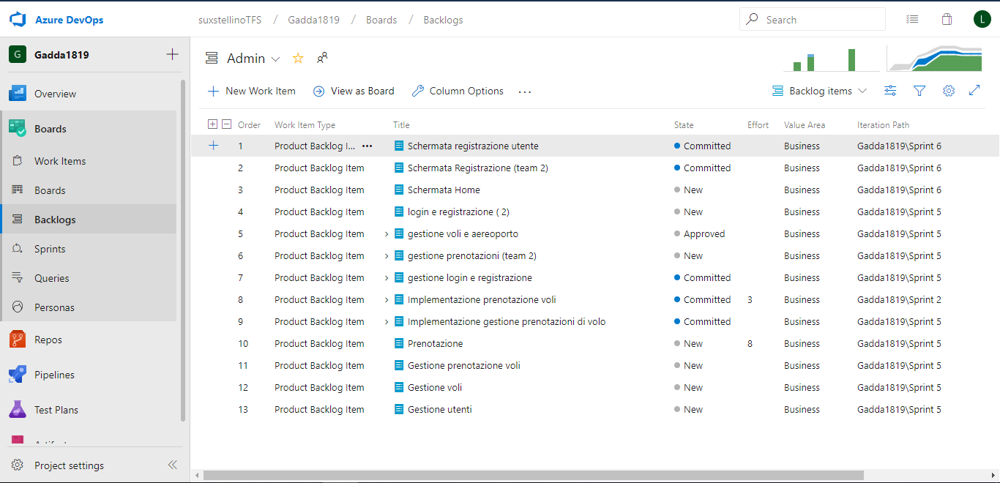 Azure DevOps
suxstellinoTFS / Gadda1819 / Boards / Backlogs
Search
L
G Gadda1819
Overview
Boards
Work Items
Boards
Backlogs
Sprints
Queries
Personas
Repos
Pipelines
Test Plans
Project settings
Admin
New Work Item View as Board Column Options ...
Backlog items
Order Work Item Type Title State Effort Value Area Iteration Path
1 Product Backlog I... ... Schermata registrazione utente Committed Business Gadda1819\Sprint 6
2 Product Backlog Item Schermata Registrazione (team 2) Committed Business Gadda1819\Sprint 6
3 Product Backlog Item Schermata Home New Business Gadda1819\Sprint 6
4 Product Backlog Item login e registrazione ( 2) New Business Gadda1819\Sprint 5
5 Product Backlog Item gestione voli e aereoporto Approved Business Gadda1819\Sprint 5
6 Product Backlog Item gestione prenotazioni (team 2) New Business Gadda1819\Sprint 5
7 Product Backlog Item gestione login e registrazione Committed Business Gadda1819\Sprint 5
8 Product Backlog Item Implementazione prenotazione voli Committed 3 Business Gadda1819\Sprint 2
9 Product Backlog Item Implementazione gestione prenotazioni di volo Committed Business Gadda1819\Sprint 5
10 Product Backlog Item Prenotazione New 8 Business Gadda1819\Sprint 5
11 Product Backlog Item Gestione prenotazione voli New Business Gadda1819\Sprint 5
12 Product Backlog Item Gestione voli New Business Gadda1819\Sprint 5
13 Product Backlog Item Gestione utenti New Business Gadda1819\Sprint 5